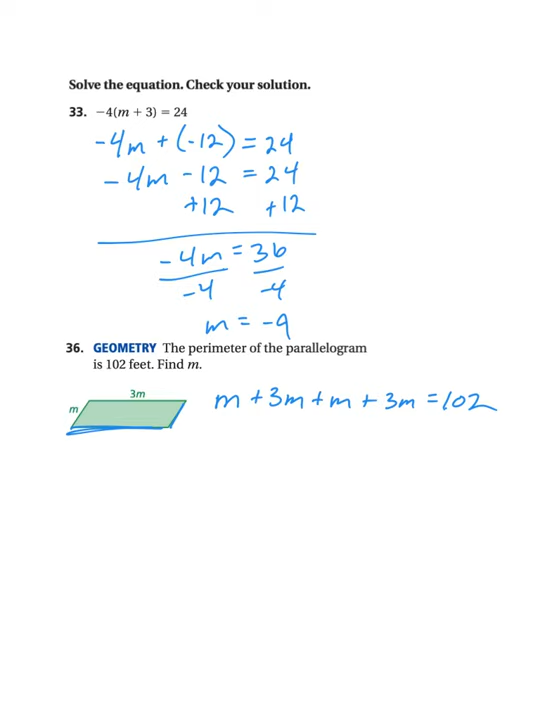 Solve the equation. Check your solution.
33. −4(m + 3) = 24
-4m + (-12) = 24
-4m - 12 = 24
+12 +12
-4m = 36
-4 -4
m = -9
36. GEOMETRY The perimeter of the parallelogram
is 102 feet. Find m.
3m
m
m + 3m + m + 3m = 102